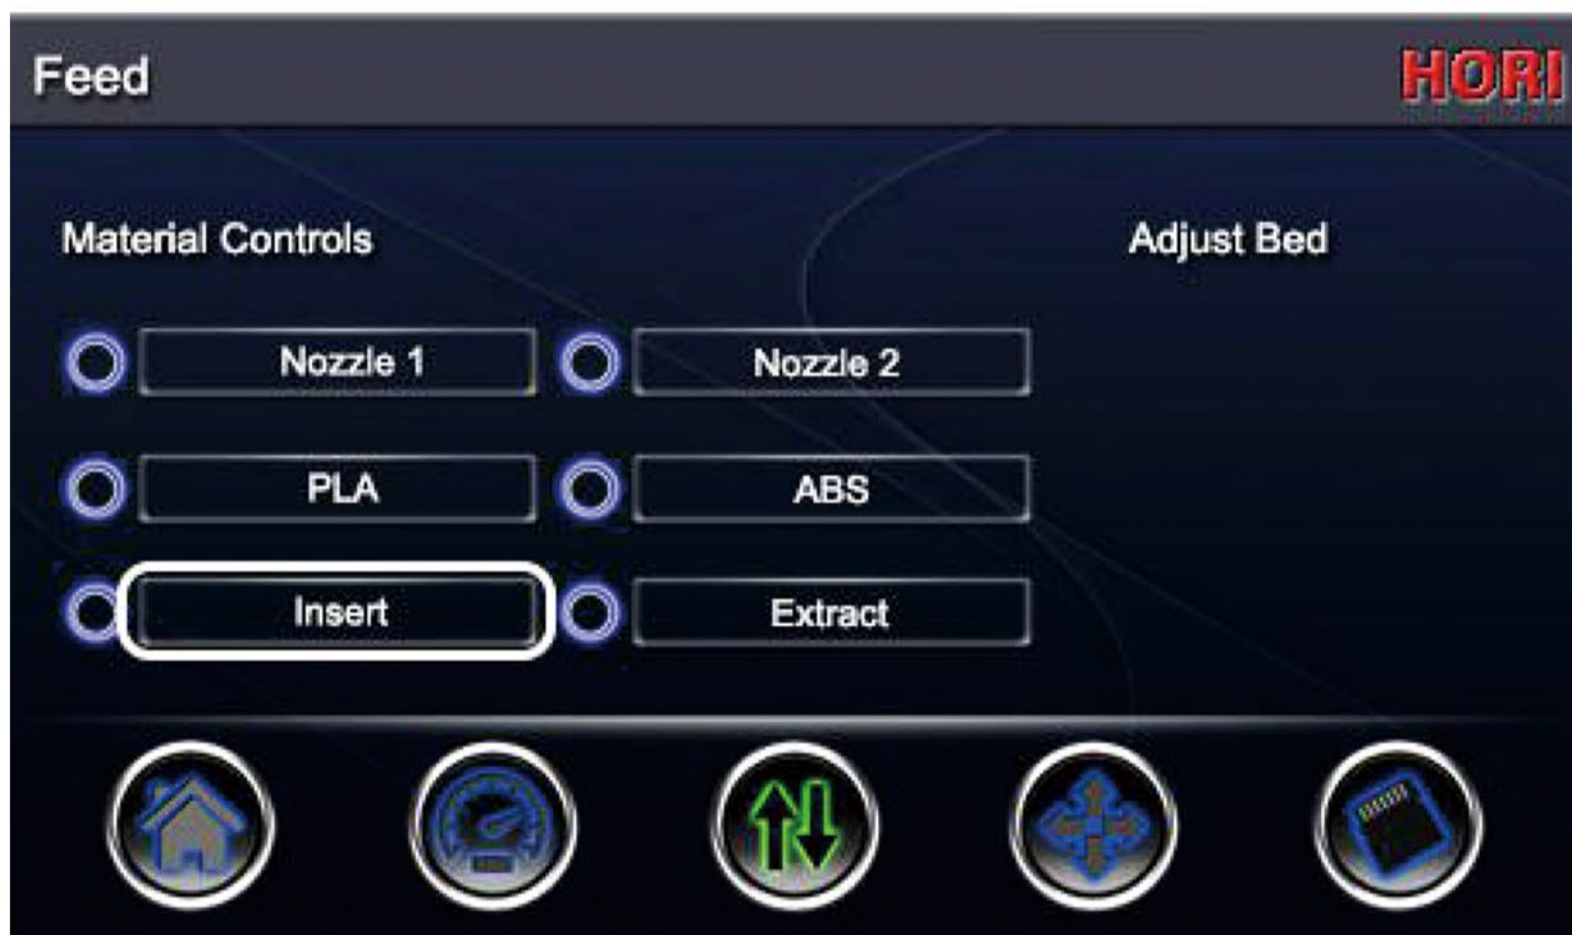 Feed
HORI
Material Controls
Adjust Bed
Nozzle 1
Nozzle 2
PLA
ABS
Insert
Extract